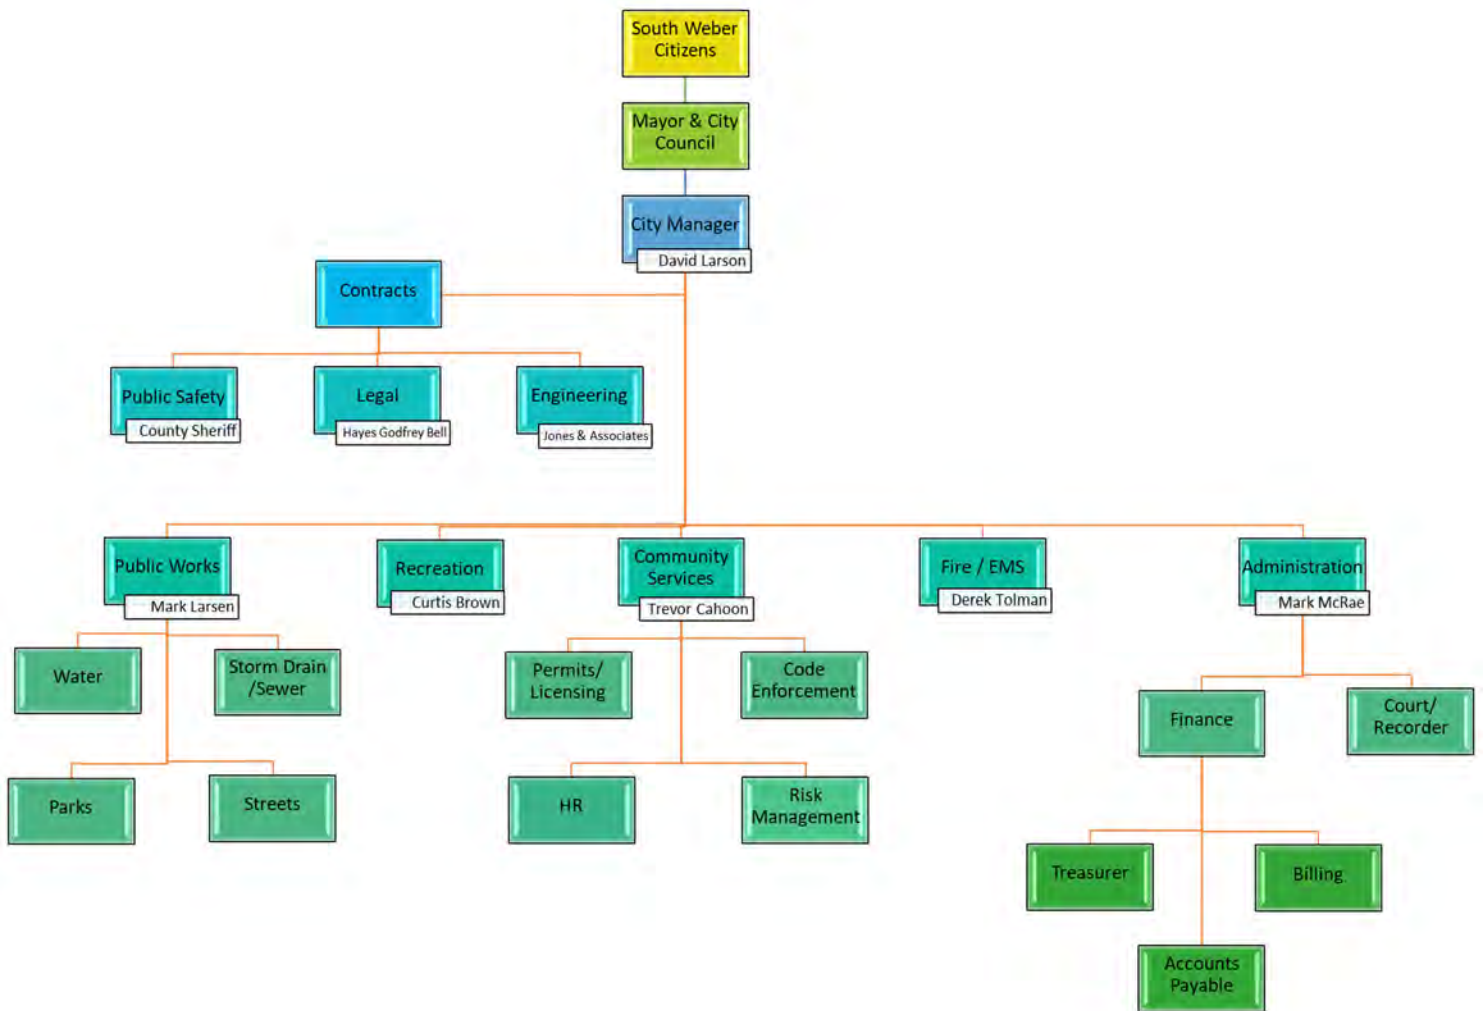 South Weber
Citizens
Mayor & City
Council
City Manager
David Larson
Contracts
Public Safety
County Sheriff
Legal
Hayes Godfrey Bell
Engineering
Jones & Associates
Public Works
Mark Larsen
Recreation
Curtis Brown
Community
Services
Trevor Cahoon
Fire / EMS
Derek Tolman
Administration
Mark McRae
Water
Storm Drain
/Sewer
Permits/
Licensing
Code
Enforcement
Finance
Court/
Recorder
Parks
Streets
HR
Risk
Management
Treasurer
Billing
Accounts
Payable